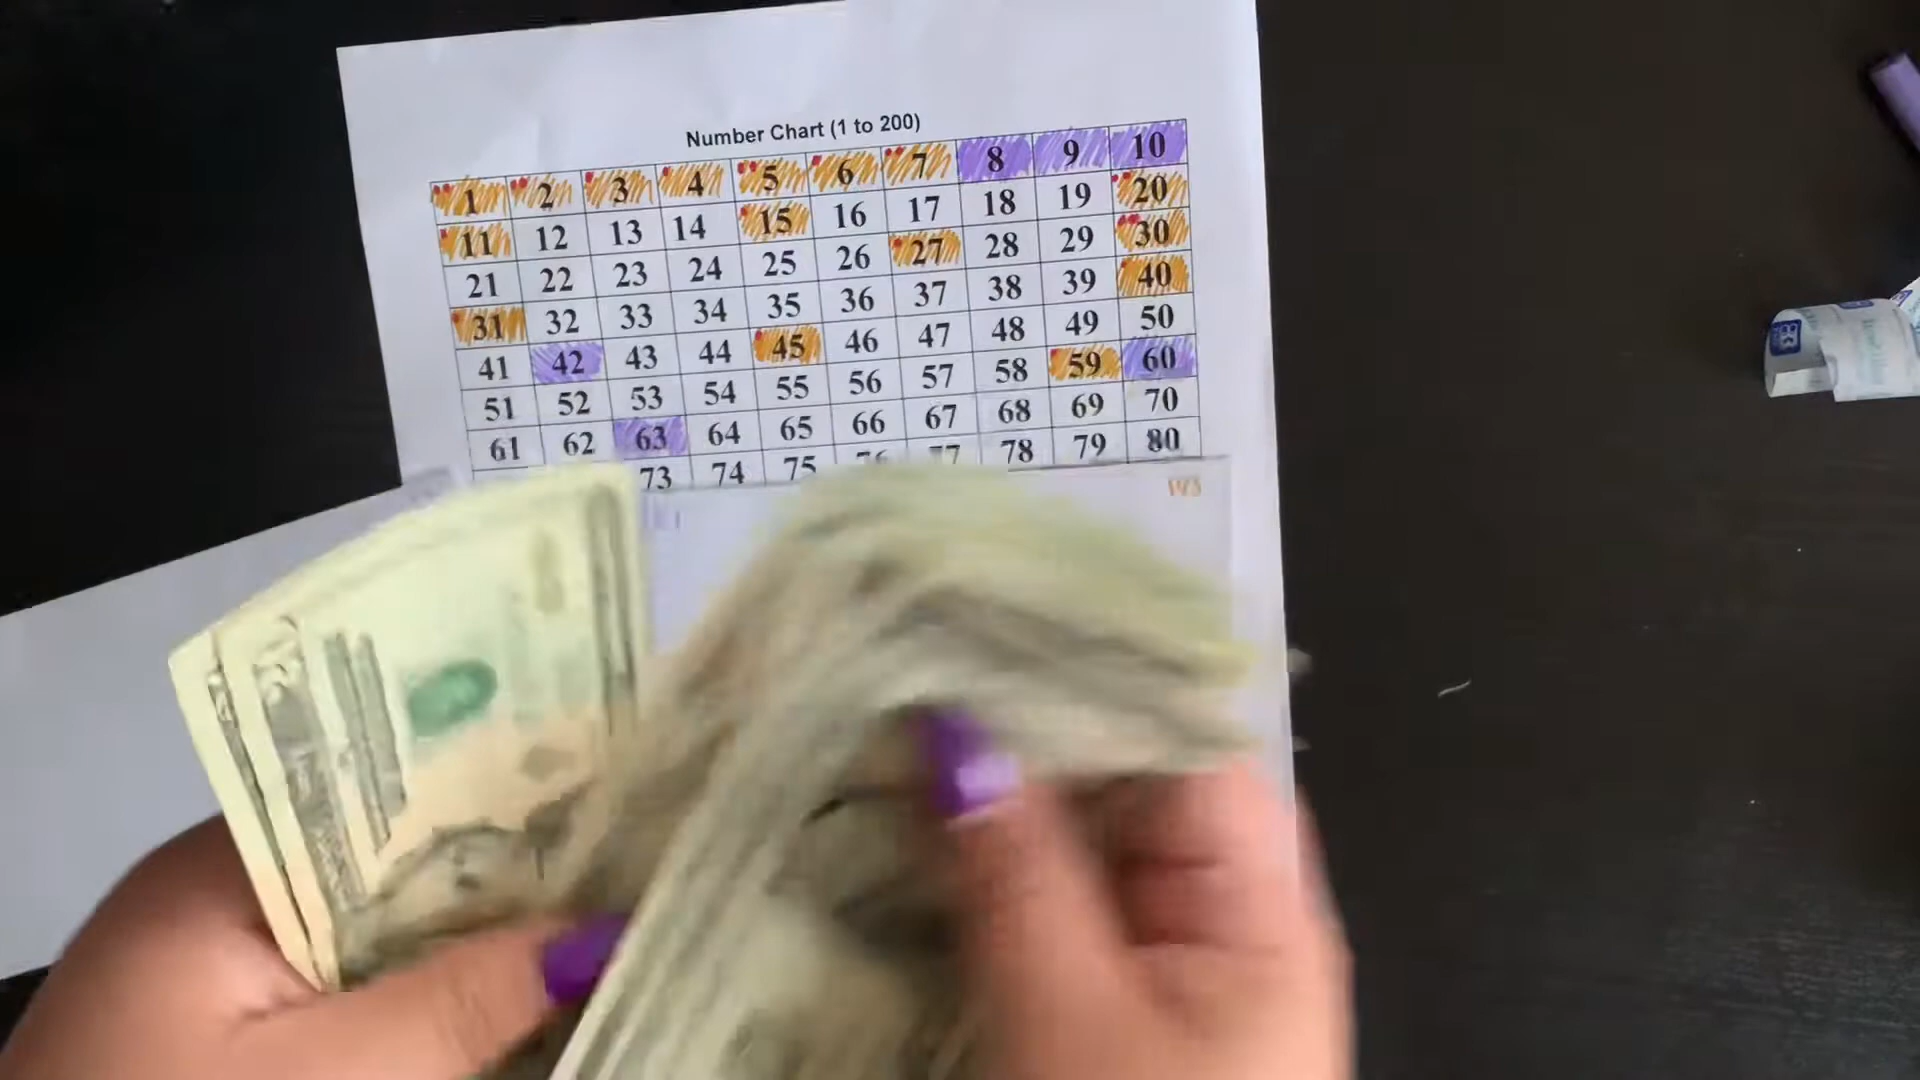 Number Chart (1 to 200)
1 2 3 4 5 6 7 8 9 10
11 12 13 14 15 16 17 18 19 20
21 22 23 24 25 26 27 28 29 30
31 32 33 34 35 36 37 38 39 40
41 42 43 44 45 46 47 48 49 50
51 52 53 54 55 56 57 58 59 60
61 62 63 64 65 66 67 68 69 70
73 74 75 76 77 78 79 80